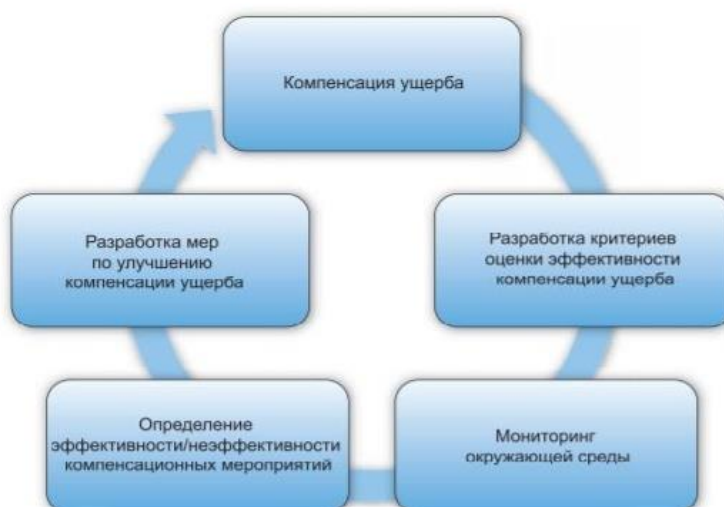 Компенсация ущерба
Разработка критериев
оценки эффективности
компенсации ущерба
Мониторинг
окружающей среды
Определение
эффективности/неэффективности
компенсационных мероприятий
Разработка мер
по улучшению
компенсации ущерба